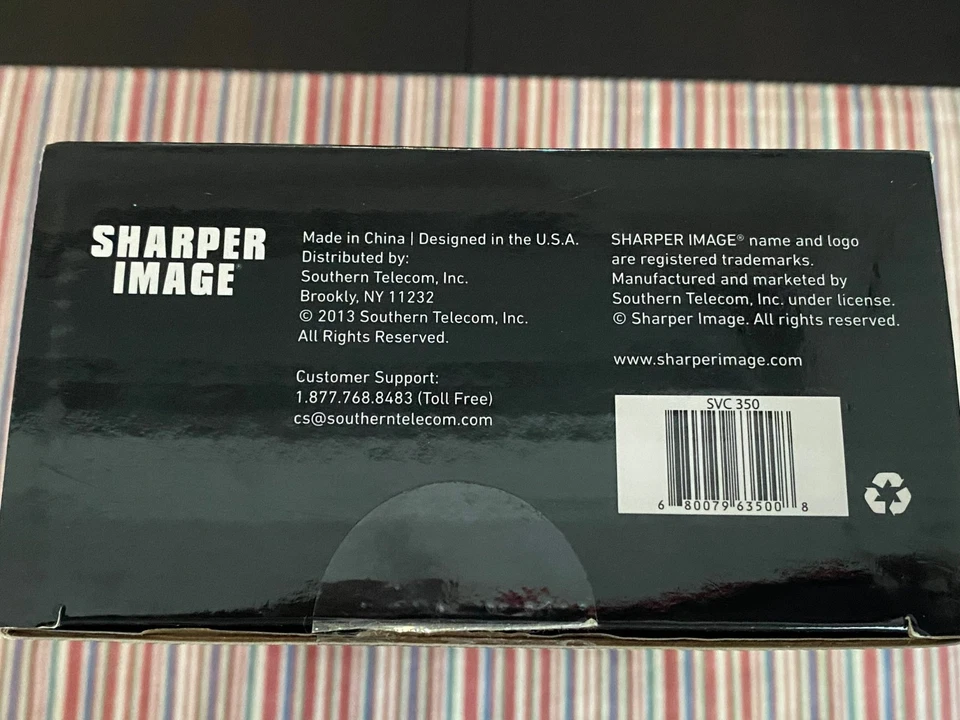 SHARPER
IMAGE
Made in China | Designed in the U.S.A.
Distributed by:
Southern Telecom, Inc.
Brookly, NY 11232
© 2013 Southern Telecom, Inc.
All Rights Reserved.
Customer Support:
1.877.768.8483 (Toll Free)
cs@southerntelecom.com
SHARPER IMAGE® name and logo
are registered trademarks.
Manufactured and marketed by
Southern Telecom, Inc. under license.
© Sharper Image. All rights reserved.
www.sharperimage.com
SVC 350
6 80079 63500 8